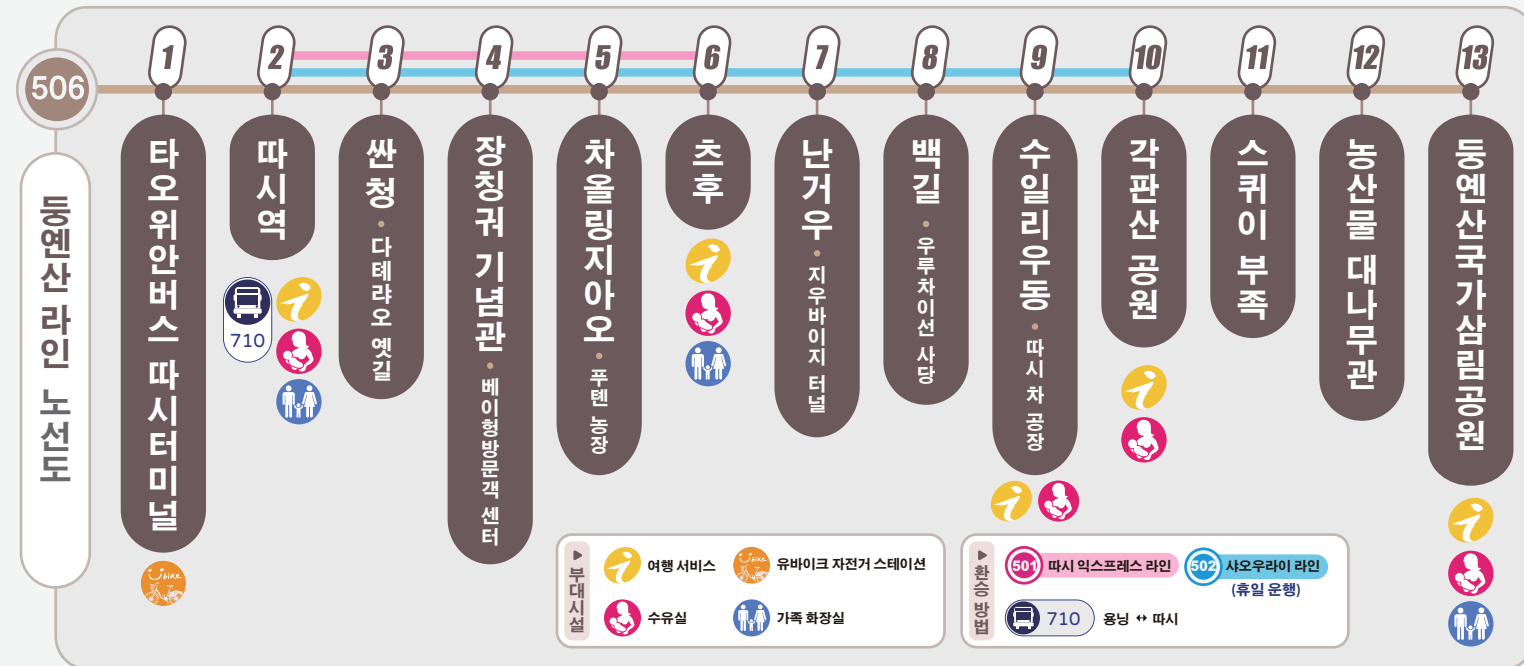 506
둥옌산 라인 노선도
1
타오위안버스 따시터미널
Ubike
2
따시역
710
3
싼청 • 다톄랴오 옛길
4
장칭궈 기념관 • 베이헝방문객 센터
5
차올링지아오 • 푸톈 농장
6
츠후
7
난거우 • 지우바이지 터널
8
백길 • 우루·차이선 사당
9
수일리우동 • 따시 차 공장
10
각판산 공원
11
스퀴이 부족
12
농산물 대나무관
13
둥옌산국가삼림공원
▶ 부대시설
여행 서비스
Ubike 유바이크 자전거 스테이션
수유실
가족 화장실
▶ 환승 방법
501 따시 익스프레스 라인
502 샤오우라이 라인
(휴일 운행)
710 용닝 ↔ 따시